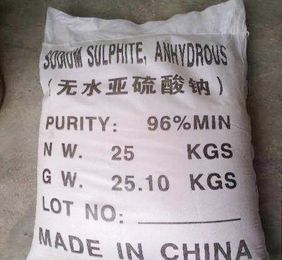 SODIUM SULPHITE, ANHYDROUS
(无水亚硫酸钠)
PURITY: 96%MIN
N W. 25 KGS
G W. 25.10 KGS
LOT NO:
MADE IN CHINA